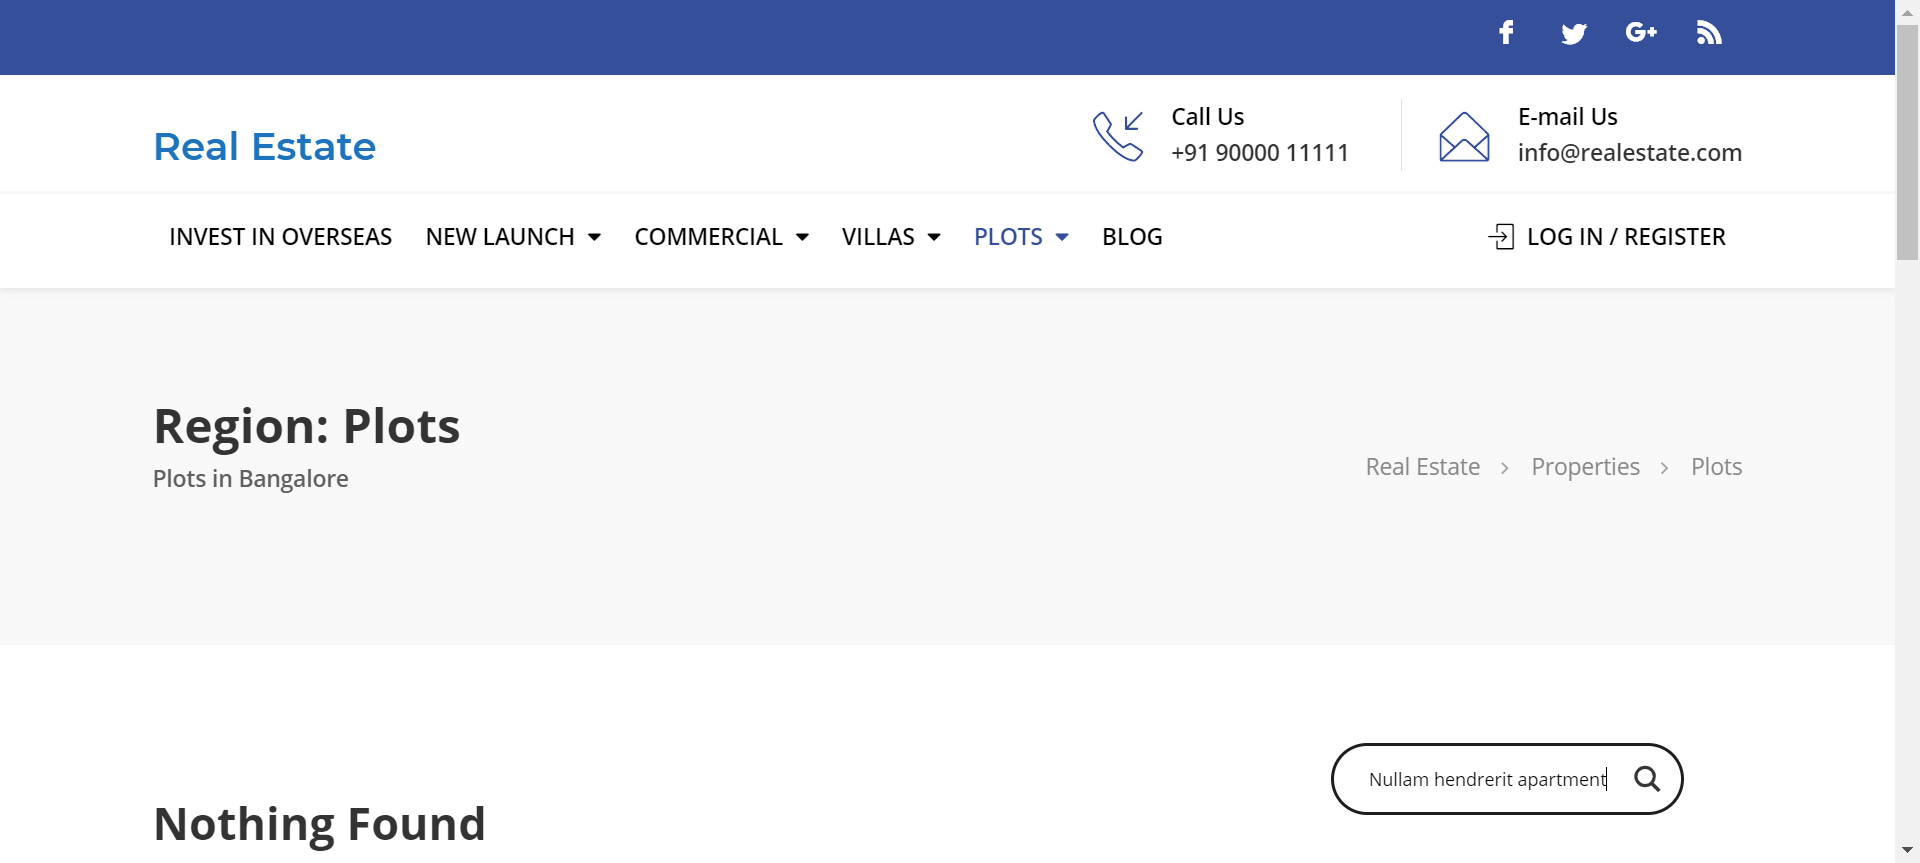 Real Estate
Call Us
+91 90000 11111
E-mail Us
info@realestate.com
INVEST IN OVERSEAS NEW LAUNCH COMMERCIAL VILLAS PLOTS BLOG LOG IN / REGISTER
Region: Plots
Plots in Bangalore
Real Estate > Properties > Plots
Nullam hendrerit apartment
Nothing Found